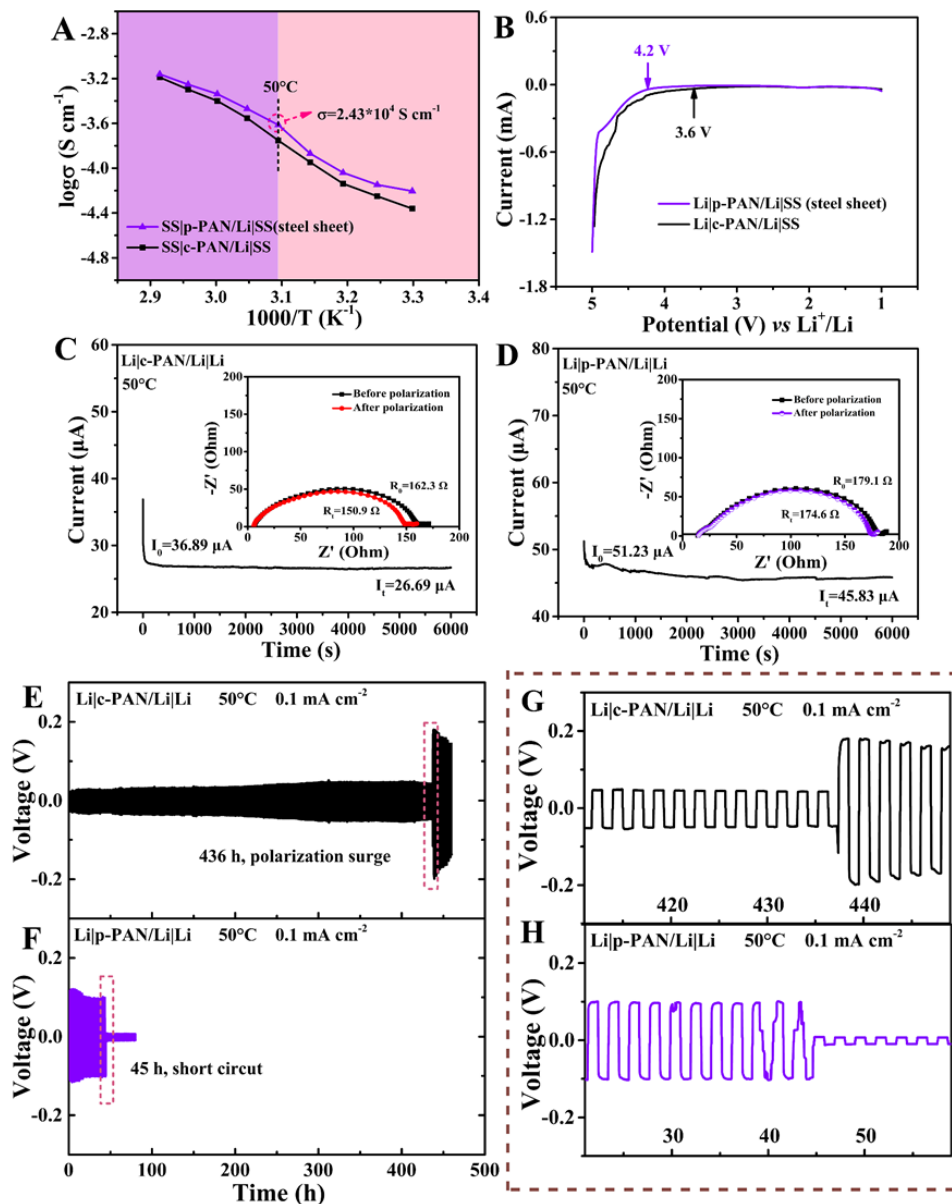 A
-2.8
-3.2
-3.6
-4.0
-4.4
-4.8
logσ (S cm⁻¹)
50°C
σ=2.43*10⁴ S cm⁻¹
SS|p-PAN/Li|SS(steel sheet)
SS|c-PAN/Li|SS
2.9 3.0 3.1 3.2 3.3 3.4
1000/T (K⁻¹)
B
0.6
0.0
-0.6
-1.2
-1.8
Current (mA)
4.2 V
3.6 V
Li|p-PAN/Li|SS (steel sheet)
Li|c-PAN/Li|SS
5 4 3 2 1
Potential (V) vs Li⁺/Li
C
60
50
40
30
20
Current (μA)
Li|c-PAN/Li|Li
50°C
200
150
100
50
0
-Z' (Ohm)
Before polarization
After polarization
R₀=162.3 Ω
Rₜ=150.9 Ω
0 50 100 150 200
Z' (Ohm)
I₀=36.89 μA
Iₜ=26.69 μA
0 1000 2000 3000 4000 5000 6000
Time (s)
D
80
70
60
50
40
Current (μA)
Li|p-PAN/Li|Li
50°C
200
150
100
50
0
-Z' (Ohm)
Before polarization
After polarization
R₀=179.1 Ω
Rₜ=174.6 Ω
0 50 100 150 200
Z' (Ohm)
I₀=51.23 μA
Iₜ=45.83 μA
0 1000 2000 3000 4000 5000 6000
Time (s)
E
Li|c-PAN/Li|Li 50°C 0.1 mA cm⁻²
0.2
0.0
-0.2
Voltage (V)
436 h, polarization surge
F
Li|p-PAN/Li|Li 50°C 0.1 mA cm⁻²
0.2
0.0
-0.2
Voltage (V)
45 h, short circut
0 100 200 300 400 500
Time (h)
G
Li|c-PAN/Li|Li 50°C 0.1 mA cm⁻²
0.2
0.0
-0.2
Voltage (V)
420 430 440
H
Li|p-PAN/Li|Li 50°C 0.1 mA cm⁻²
0.2
0.0
-0.2
Voltage (V)
30 40 50